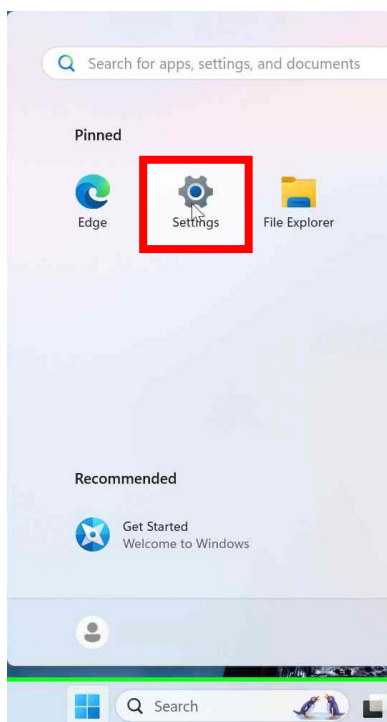 Search for apps, settings, and documents
Pinned
Edge
Settings
File Explorer
Recommended
Get Started
Welcome to Windows
Search